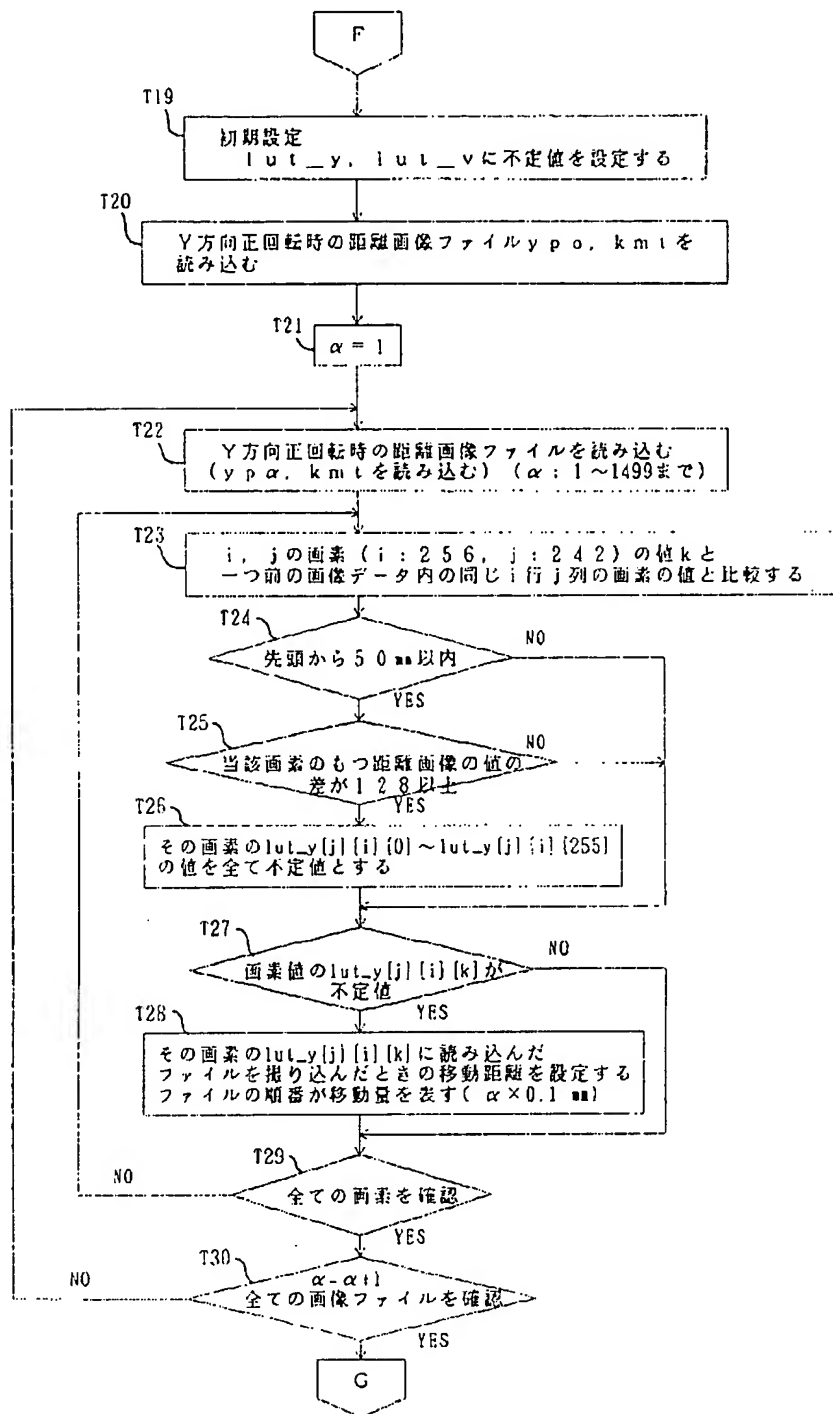 F
T19
初期設定
lut_y, lut_vに不定値を設定する
T20
Y方向正回転時の距離画像ファイルypo, kmtを
読み込む
T21
α = 1
T22
Y方向正回転時の距離画像ファイルを読み込む
(ypα, kmtを読み込む) (α : 1～1499まで)
T23
i, jの画素 (i : 256, j : 242) の値kと
一つ前の画像データ内の同じi行j列の画素の値と比較する
T24
NO
先頭から50mm以内
YES
T25
NO
当該画素のもつ距離画像の値の
差が128以上
YES
T26
その画素のlut_y[j][i][0]～lut_y[j][i][255]
の値を全て不定値とする
T27
NO
画素値のlut_y[j][i][k]が
不定値
YES
T28
その画素のlut_y[j][i][k]に読み込んだ
ファイルを撮り込んだときの移動距離を設定する
ファイルの順番が移動量を表す( α×0.1 mm)
T29
NO
全ての画素を確認
YES
T30
NO
α-α+1
全ての画像ファイルを確認
YES
G